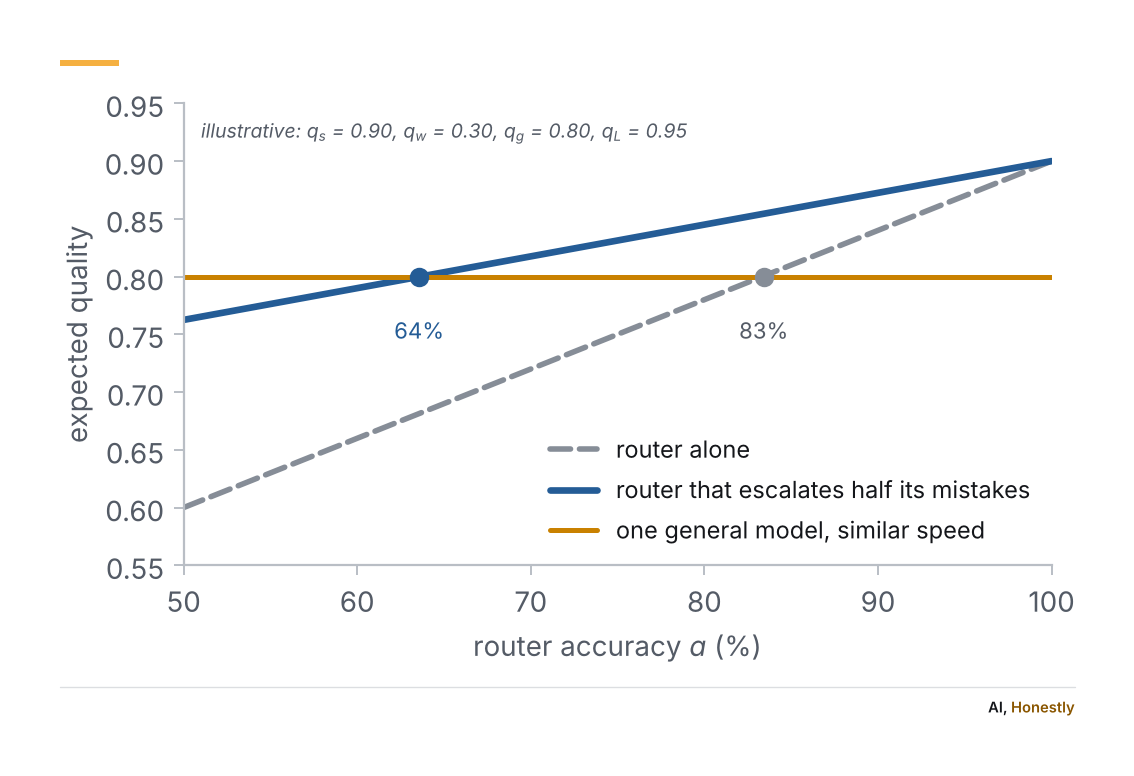 0.95
illustrative: qs = 0.90, qw = 0.30, qg = 0.80, qL = 0.95
0.90
0.85
0.80
0.75
0.70
0.65
0.60
0.55
expected quality
64%
83%
router alone
router that escalates half its mistakes
one general model, similar speed
50 60 70 80 90 100
router accuracy a (%)
AI, Honestly